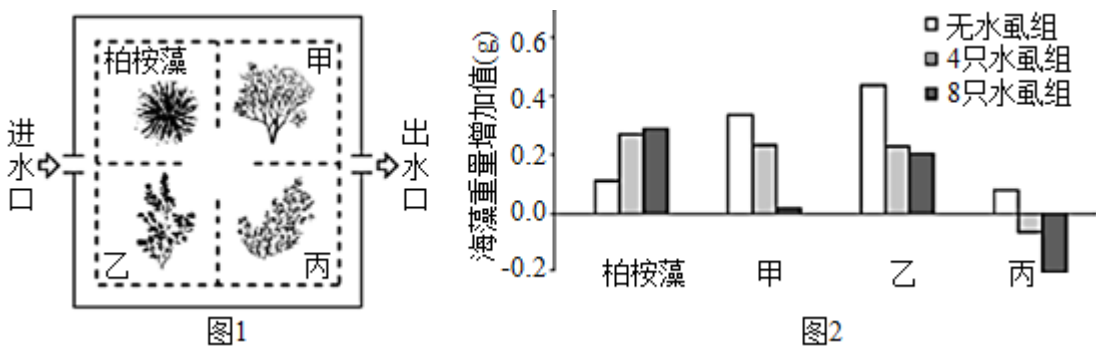 柏桉藻
甲
进水口
出水口
乙
丙
图1
海藻重量增加值(g)
0.6
0.4
0.2
0.0
-0.2
无水虱组
4只水虱组
8只水虱组
柏桉藻
甲
乙
丙
图2